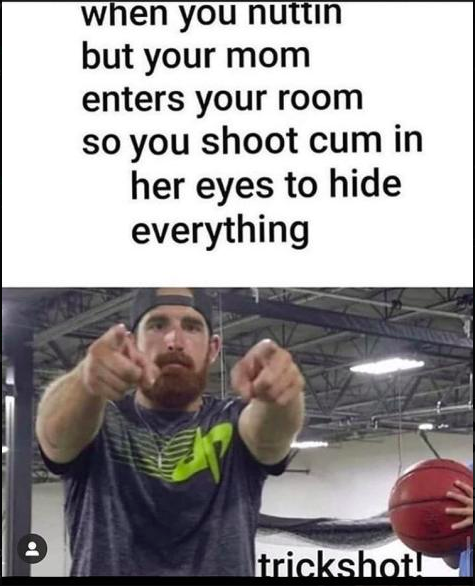 when you nuttin
but your mom
enters your room
so you shoot cum in
her eyes to hide
everything
trickshot!